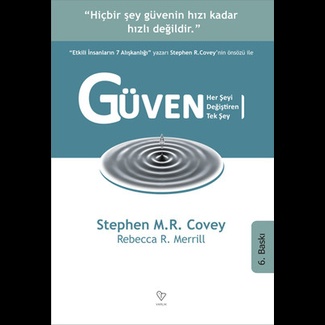 “Hiçbir şey güvenin hızı kadar
hızlı değildir.”
“Etkili İnsanların 7 Alışkanlığı” yazarı Stephen R.Covey’nin önsözü ile
GÜVEN
Her Şeyi
Değiştiren
Tek Şey
Stephen M.R. Covey
Rebecca R. Merrill
6. Baskı
VARLIK